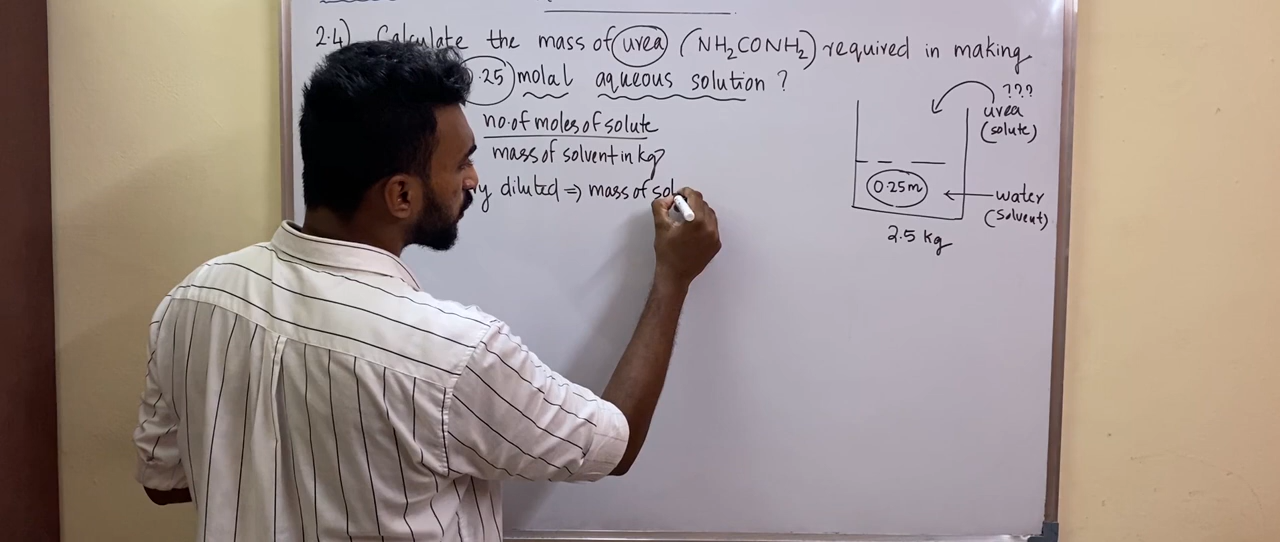 2.4) Calculate the mass of urea (NH₂CONH₂) required in making
.25 molal aqueous solution ?
no. of moles of solute
mass of solvent in kg
y diluted ⇒ mass of sol
???
urea
(solute)
0.25m
water
(solvent)
2.5 kg